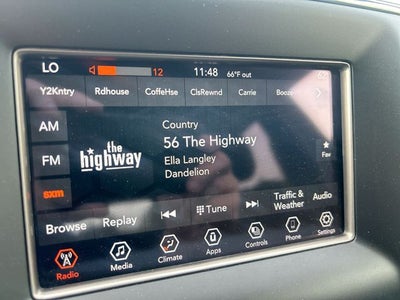 LO 12 11:48 66°F out
Y2Kntry Rdhouse CoffeHse ClsRewnd Carrie Booze
AM
FM
sxm
the highway
Country
56 The Highway
Ella Langley
Dandelion
Fav
Browse Replay Tune Traffic & Weather Audio
Radio Media Climate Apps Controls Phone Settings